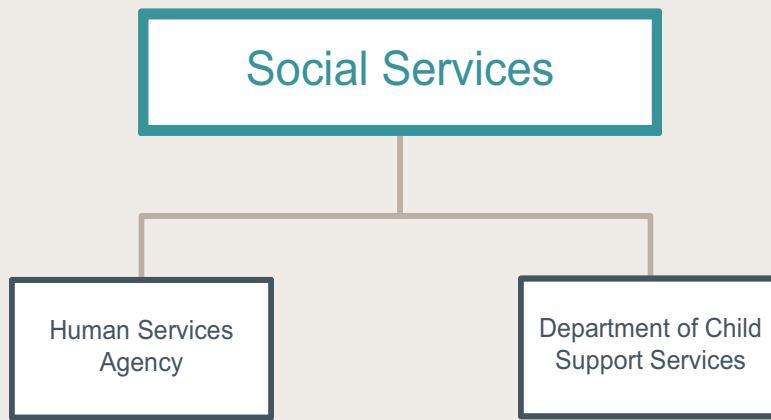 Social Services
Human Services
Agency
Department of Child
Support Services